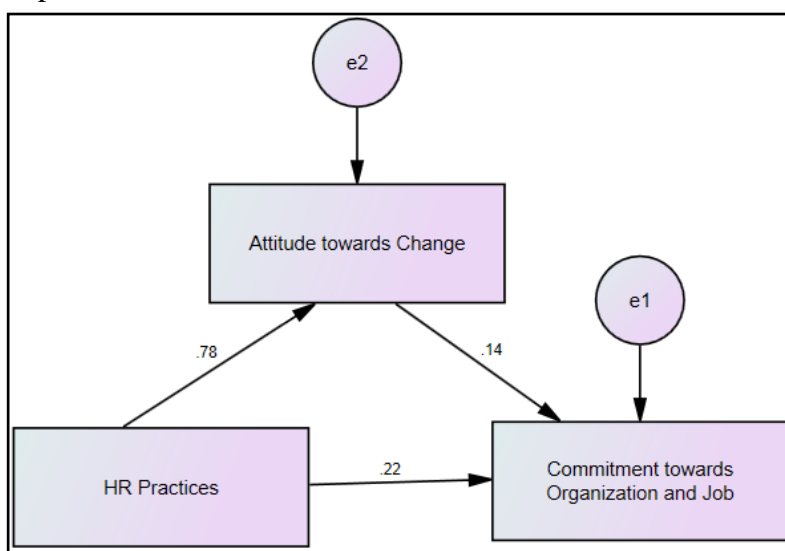 e2
Attitude towards Change
e1
.78
.14
HR Practices
.22
Commitment towards
Organization and Job